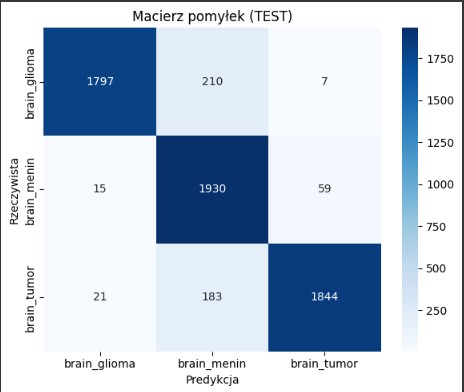 Macierz pomyłek (TEST)
brain_glioma
1797 210 7
brain_menin
15 1930 59
brain_tumor
21 183 1844
Rzeczywista
brain_glioma brain_menin brain_tumor
Predykcja
1750
1500
1250
1000
750
500
250